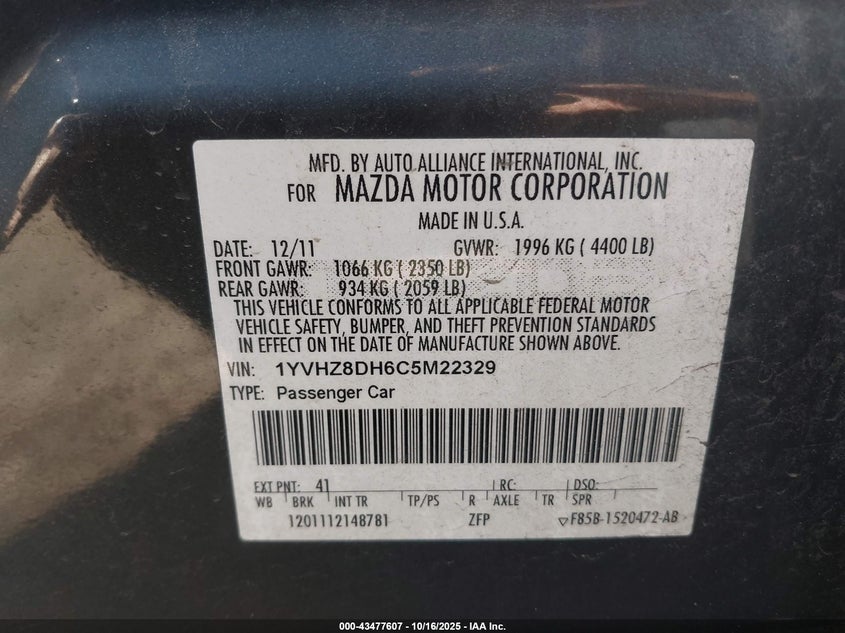 MFD. BY AUTO ALLIANCE INTERNATIONAL, INC.
FOR MAZDA MOTOR CORPORATION
MADE IN U.S.A.
DATE: 12/11 GVWR: 1996 KG ( 4400 LB)
FRONT GAWR: 1066 KG ( 2350 LB)
REAR GAWR: 934 KG ( 2059 LB)
THIS VEHICLE CONFORMS TO ALL APPLICABLE FEDERAL MOTOR
VEHICLE SAFETY, BUMPER, AND THEFT PREVENTION STANDARDS
IN EFFECT ON THE DATE OF MANUFACTURE SHOWN ABOVE.
VIN: 1YVHZ8DH6C5M22329
TYPE: Passenger Car
EXT PNT: 41 RC: DSO:
WB BRK INT TR TP/PS R AXLE TR SPR
1201112148781 ZFP ▽F85B-1520472-AB
000-43477607 - 10/16/2025 - IAA Inc.